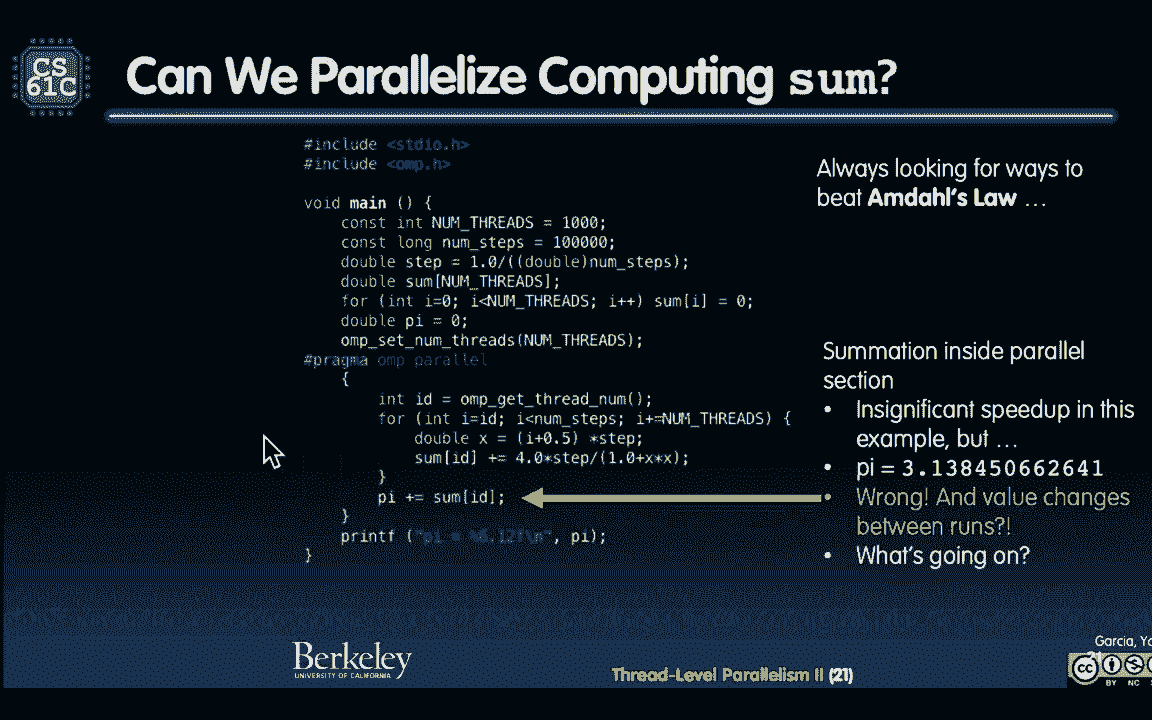 CS
61C
Can We Parallelize Computing sum?
#include <stdio.h>
#include <omp.h>
void main () {
const int NUM_THREADS = 1000;
const long num_steps = 100000;
double step = 1.0/((double)num_steps);
double sum[NUM_THREADS];
for (int i=0; i<NUM_THREADS; i++) sum[i] = 0;
double pi = 0;
omp_set_num_threads(NUM_THREADS);
#pragma omp parallel
{
int id = omp_get_thread_num();
for (int i=id; i<num_steps; i+=NUM_THREADS) {
double x = (i+0.5) *step;
sum[id] += 4.0*step/(1.0+x*x);
}
pi += sum[id];
}
printf ("pi = %6.12f\n", pi);
}
Always looking for ways to
beat Amdahl's Law …
Summation inside parallel
section
• Insignificant speedup in this
example, but …
• pi = 3.138450662641
• Wrong! And value changes
between runs?!
• What's going on?
Berkeley
UNIVERSITY OF CALIFORNIA
Thread-Level Parallelism II (21)
Garcia,
21
cc
BY NC